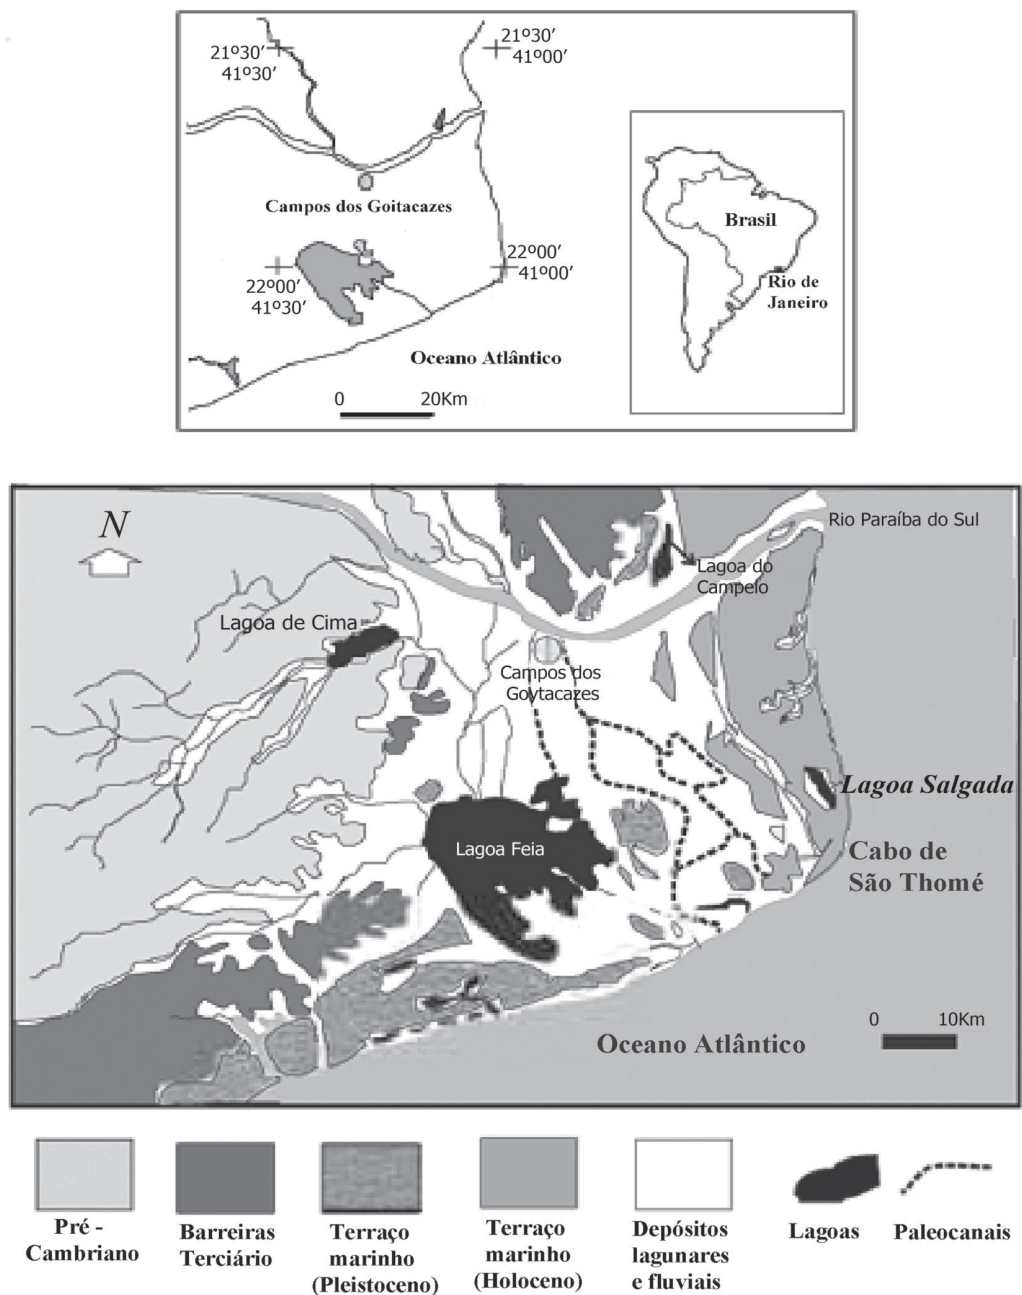 21º30′
41º30′
21º30′
41º00′
Campos dos Goitacazes
22º00′
41º30′
22º00′
41º00′
Oceano Atlântico
0 20Km
Brasil
Rio de
Janeiro
N
Rio Paraíba do Sul
Lagoa do
Campelo
Lagoa de Cima
Campos dos
Goytacazes
Lagoa Salgada
Lagoa Feia
Cabo de
São Thomé
0 10Km
Oceano Atlântico
Pré -
Cambriano
Barreiras
Terciário
Terraço
marinho
(Pleistoceno)
Terraço
marinho
(Holoceno)
Depósitos
lagunares
e fluviais
Lagoas
Paleocanais